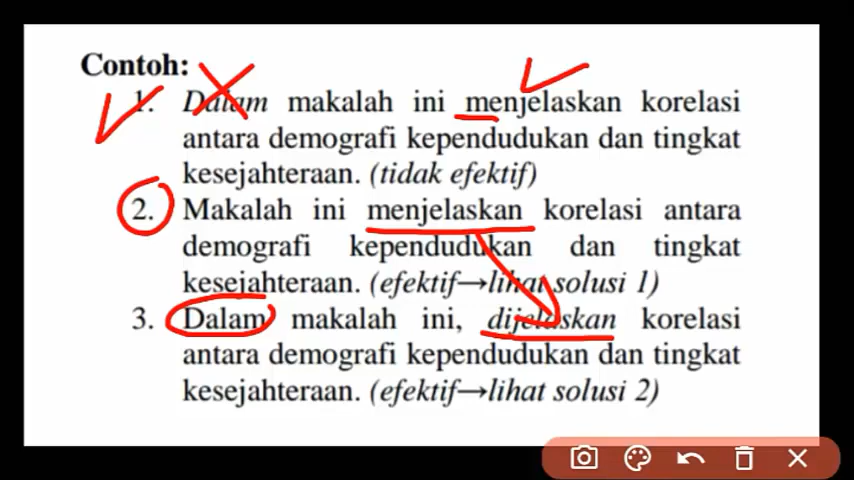 Contoh:
1. Dalam makalah ini menjelaskan korelasi
antara demografi kependudukan dan tingkat
kesejahteraan. (tidak efektif)
2. Makalah ini menjelaskan korelasi antara
demografi kependudukan dan tingkat
kesejahteraan. (efektif→lihat solusi 1)
3. Dalam makalah ini, dijelaskan korelasi
antara demografi kependudukan dan tingkat
kesejahteraan. (efektif→lihat solusi 2)